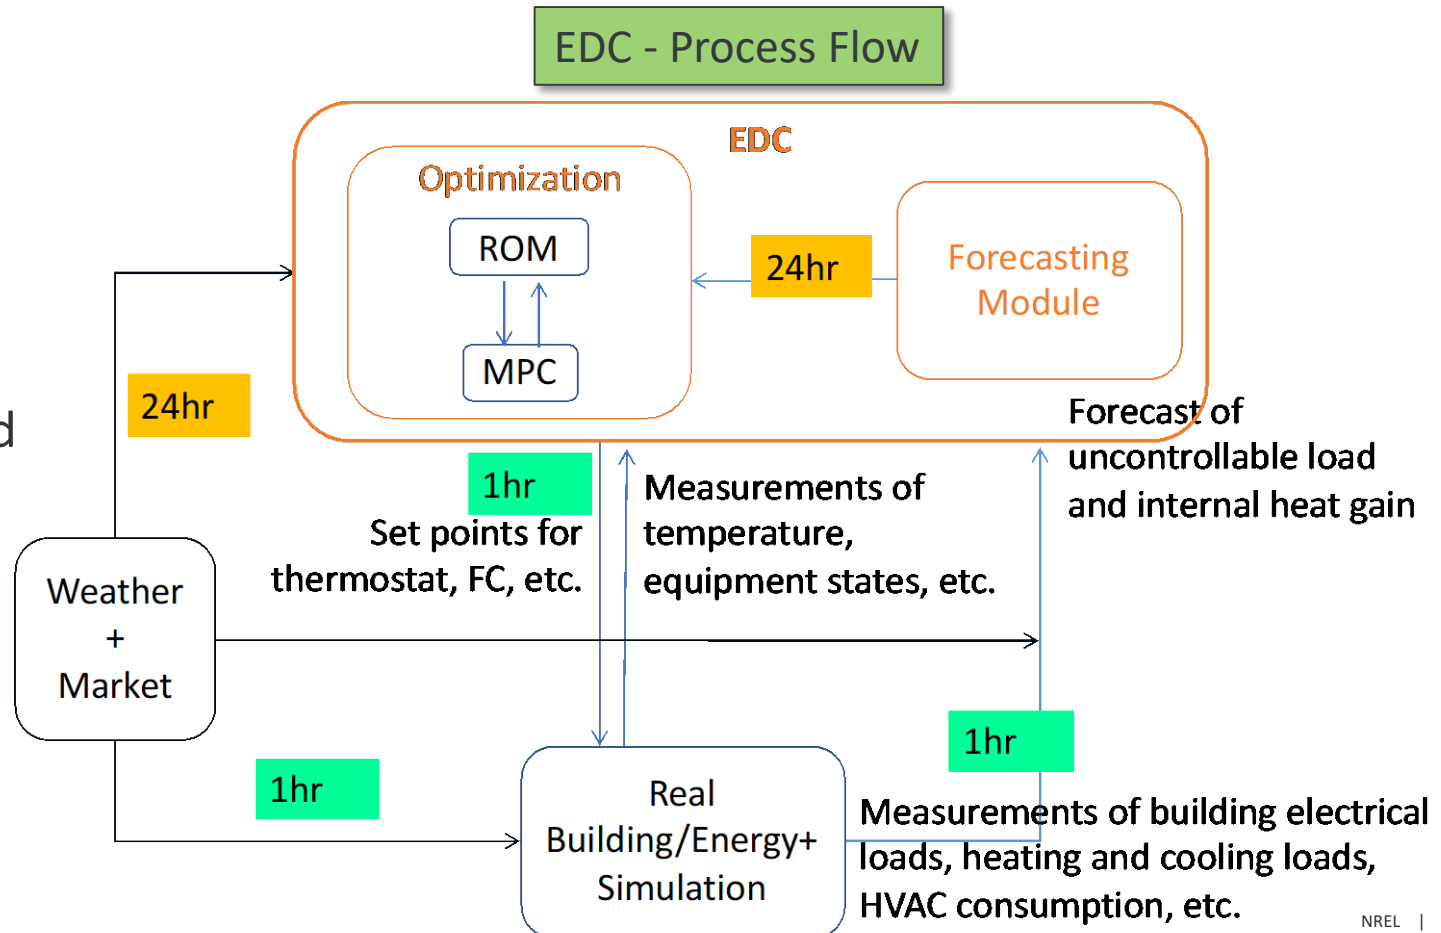 EDC - Process Flow
EDC
Optimization
ROM
MPC
24hr
Forecasting
Module
24hr
d
1hr
Set points for
thermostat, FC, etc.
Measurements of
temperature,
equipment states, etc.
Forecast of
uncontrollable load
and internal heat gain
Weather
+
Market
1hr
1hr
Real
Building/Energy+
Simulation
Measurements of building electrical
loads, heating and cooling loads,
HVAC consumption, etc.
NREL |